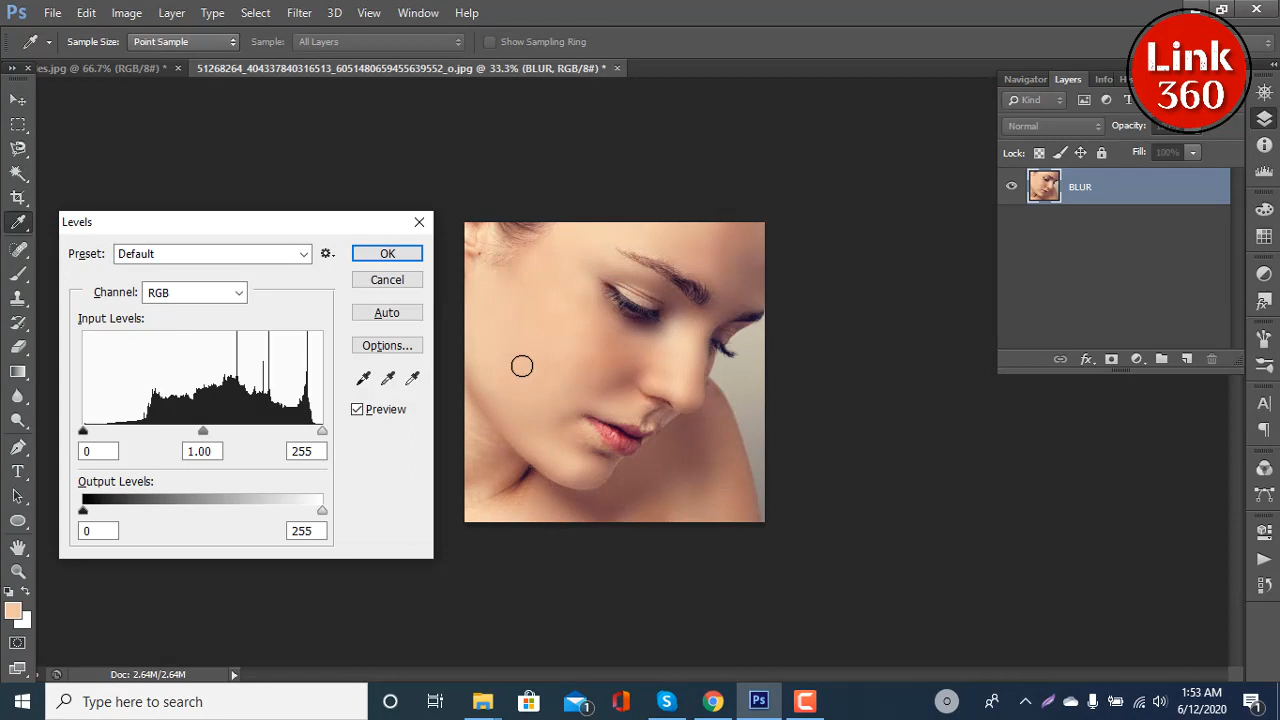 Ps File Edit Image Layer Type Select Filter 3D View Window Help
Sample Size: Point Sample Sample: All Layers Show Sampling Ring
es.jpg @ 66.7% (RGB/8#) * 51268264_404337840316513_6051480659455639552_o.jpg @ 33.3% (BLUR, RGB/8#) *
Link
360
Navigator Layers Info
Kind
Normal Opacity:
Lock: Fill: 100%
BLUR
Levels
Preset: Default OK
Cancel
Channel: RGB
Auto
Input Levels:
Options...
Preview
0 1.00 255
Output Levels:
0 255
Doc: 2.64M/2.64M
Type here to search
1:53 AM
6/12/2020